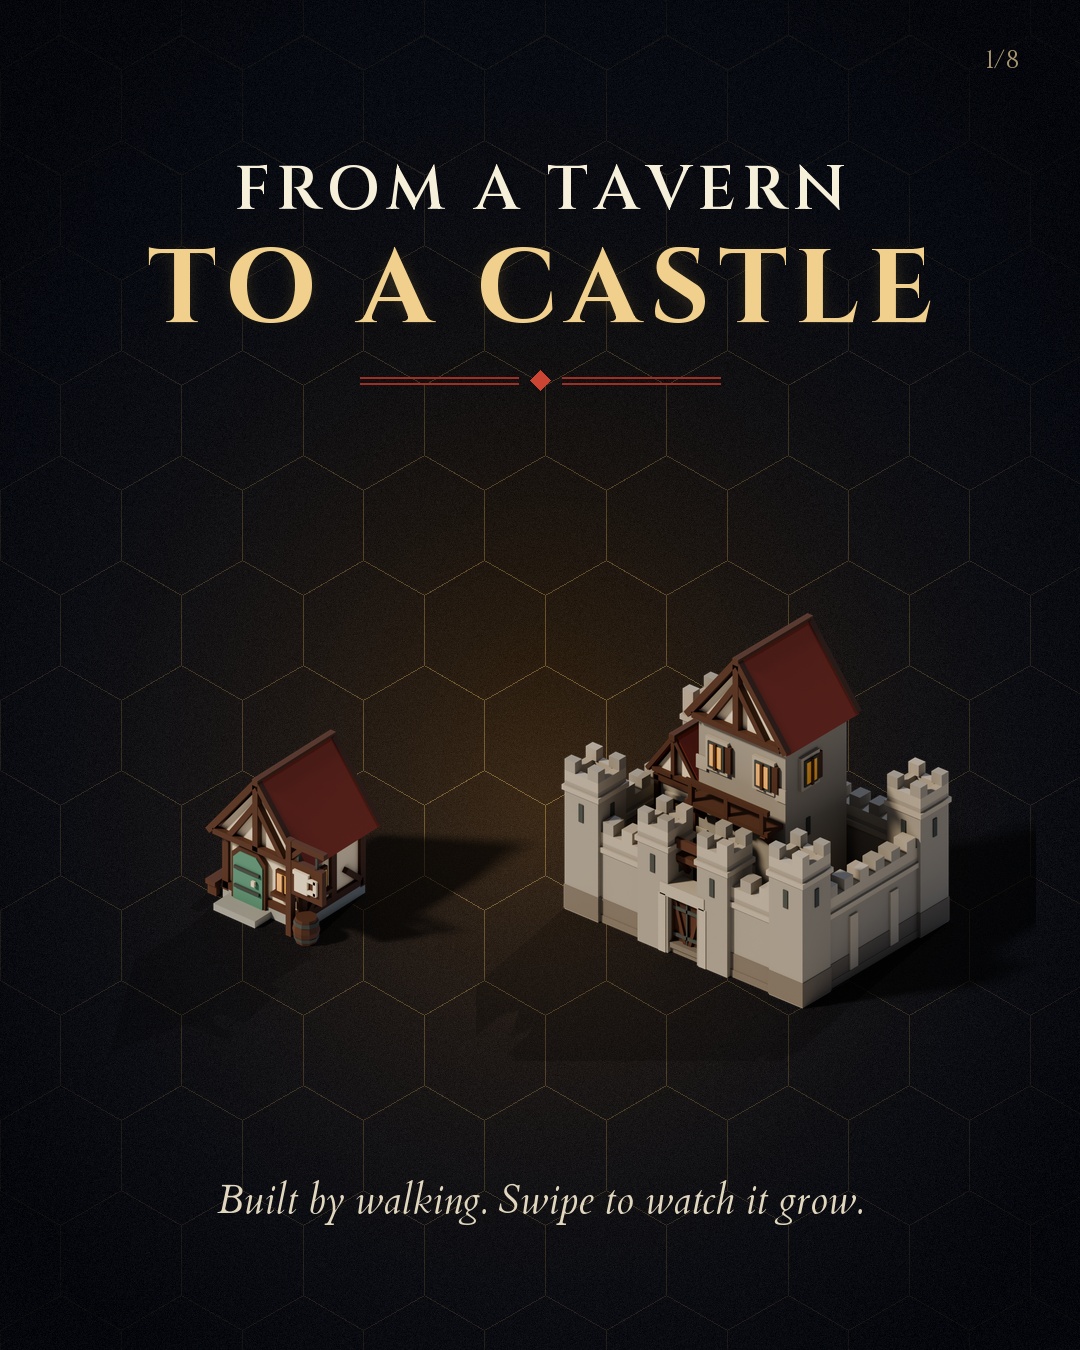 1/8
FROM A TAVERN
TO A CASTLE
Built by walking. Swipe to watch it grow.